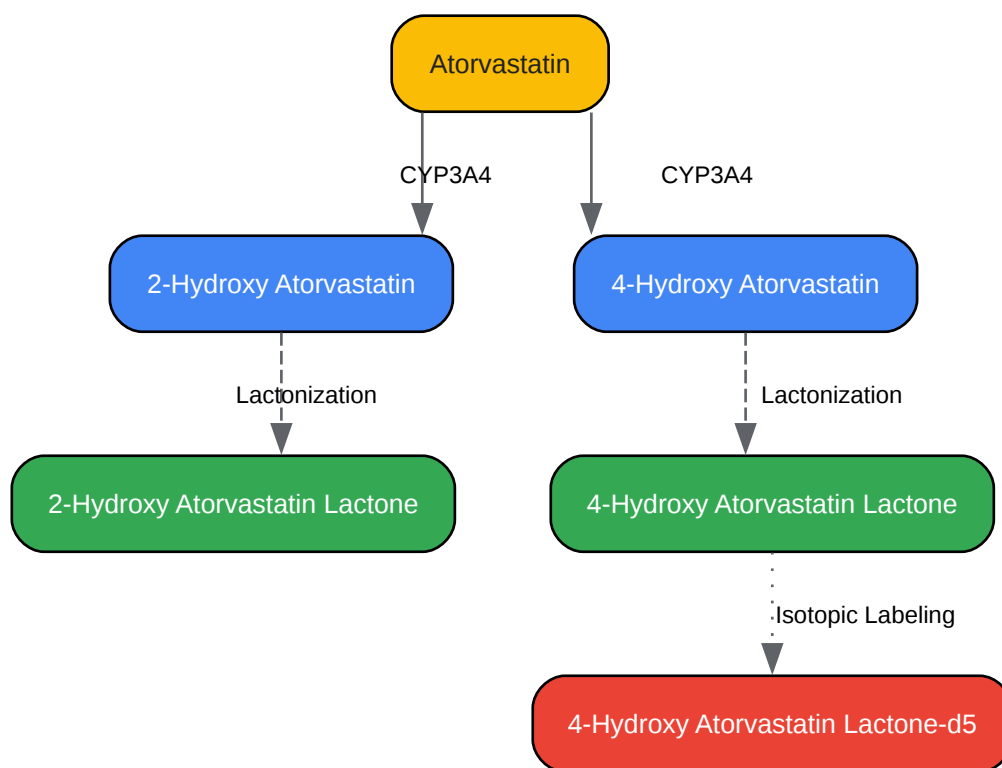 Atorvastatin
CYP3A4
CYP3A4
2-Hydroxy Atorvastatin
4-Hydroxy Atorvastatin
Lactonization
Lactonization
2-Hydroxy Atorvastatin Lactone
4-Hydroxy Atorvastatin Lactone
Isotopic Labeling
4-Hydroxy Atorvastatin Lactone-d5